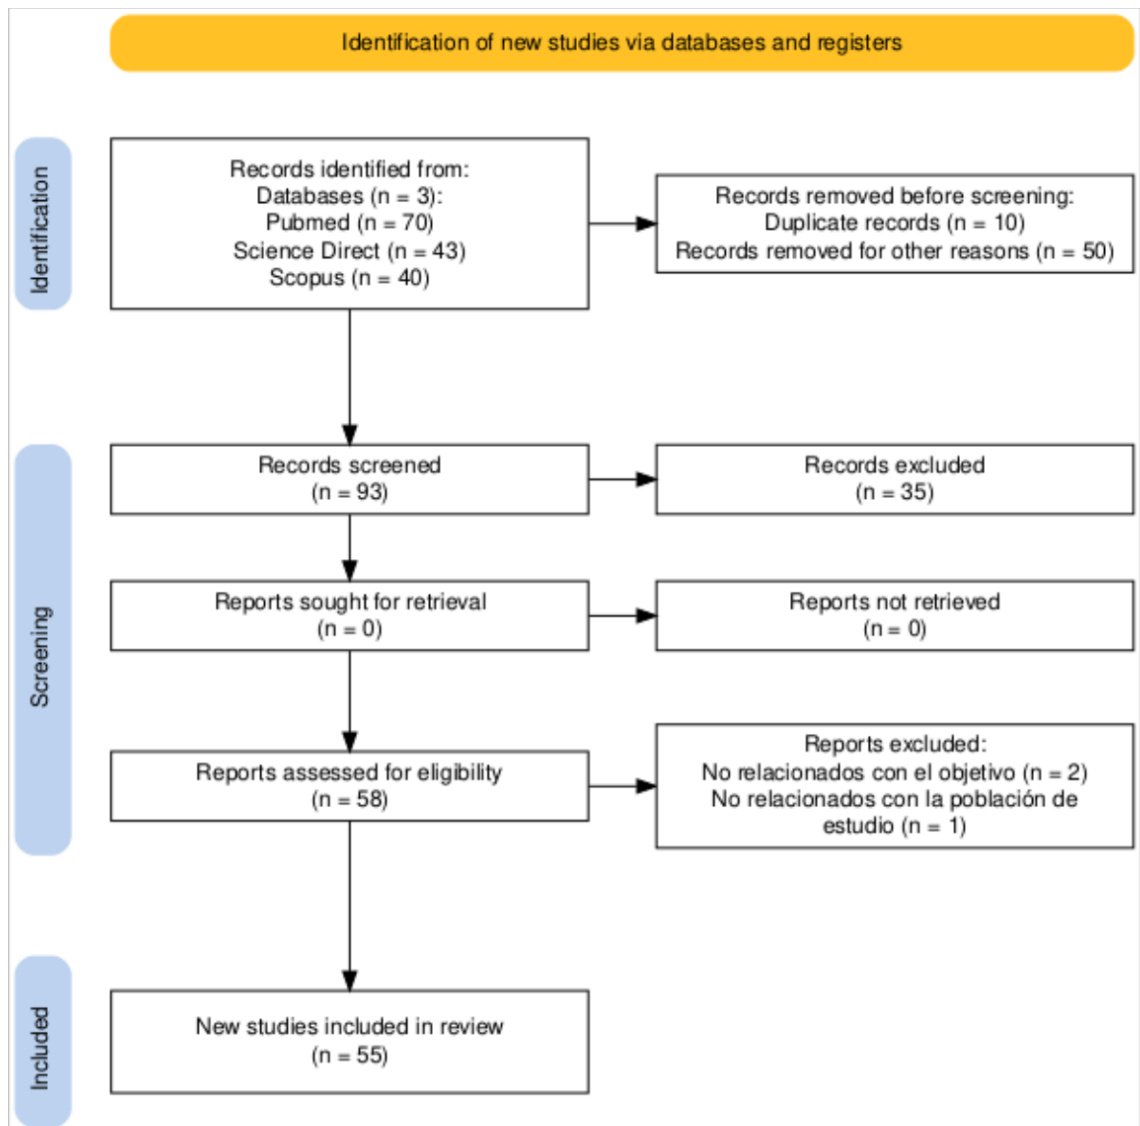 Identification of new studies via databases and registers
Identification
Records identified from:
Databases (n = 3):
Pubmed (n = 70)
Science Direct (n = 43)
Scopus (n = 40)
Records removed before screening:
Duplicate records (n = 10)
Records removed for other reasons (n = 50)
Screening
Records screened
(n = 93)
Records excluded
(n = 35)
Reports sought for retrieval
(n = 0)
Reports not retrieved
(n = 0)
Reports assessed for eligibility
(n = 58)
Reports excluded:
No relacionados con el objetivo (n = 2)
No relacionados con la población de
estudio (n = 1)
Included
New studies included in review
(n = 55)